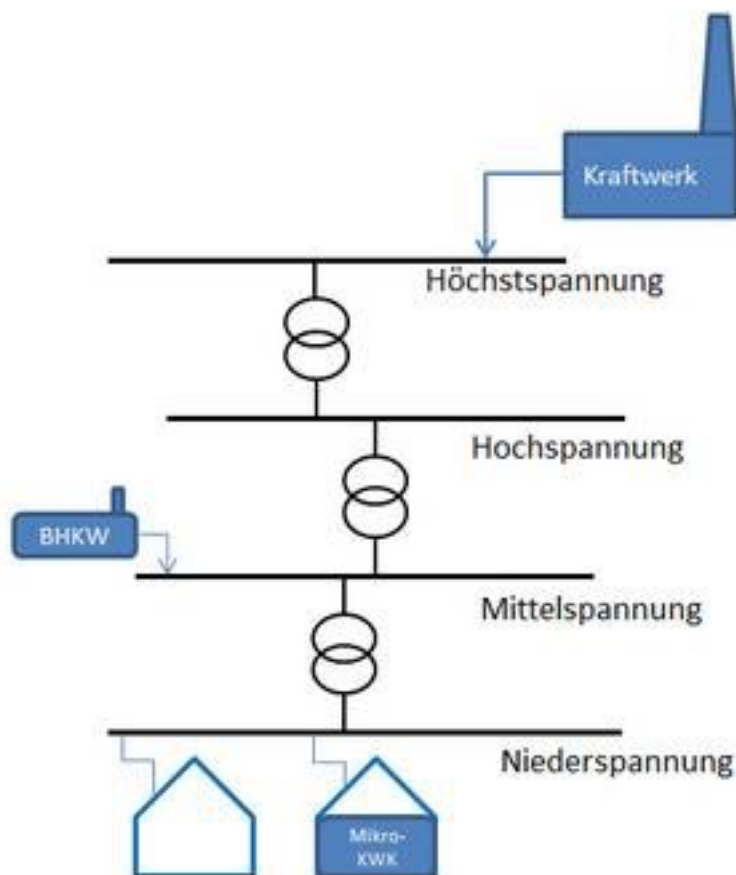 Kraftwerk
Höchstspannung
Hochspannung
BHKW
Mittelspannung
Niederspannung
Mikro-
KWK